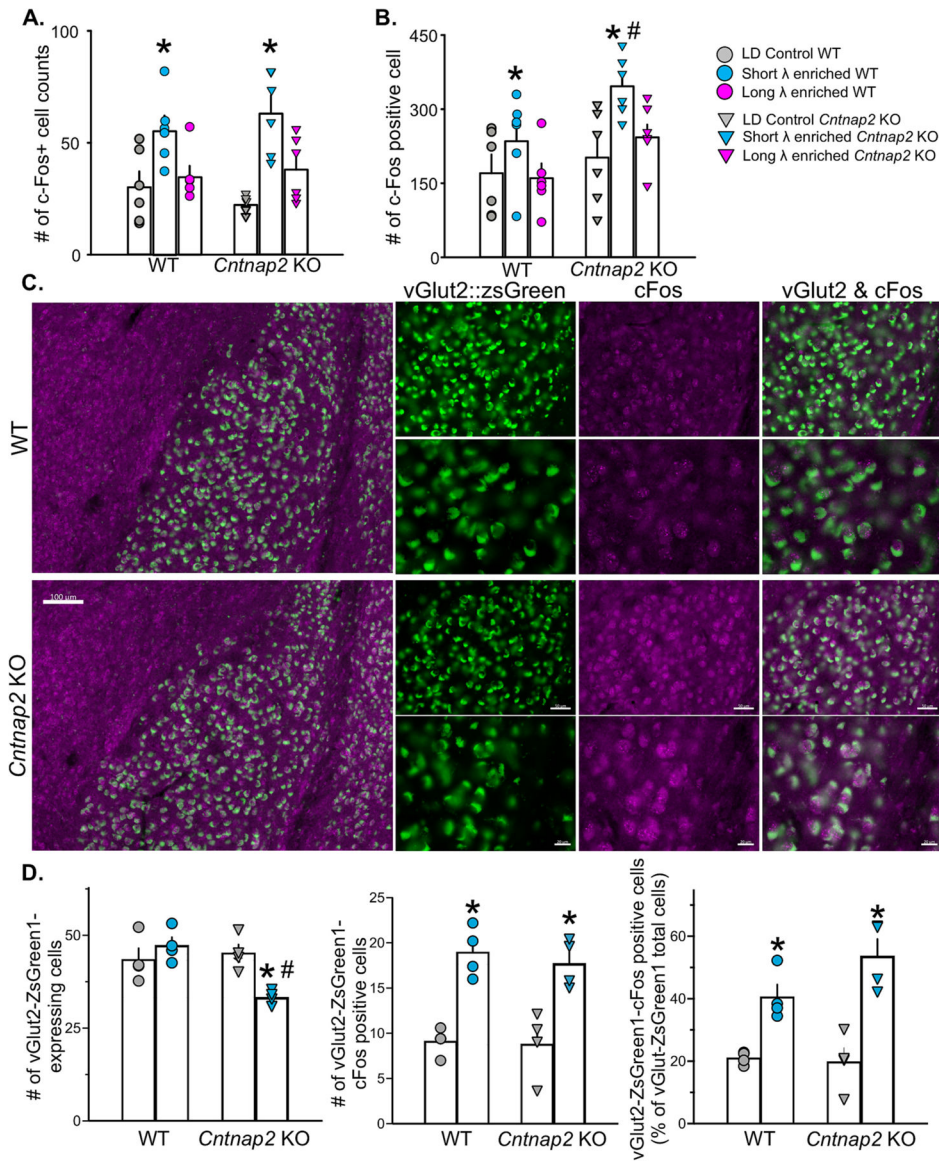 A.
# of c-Fos+ cell counts
100
50
0
*
*
WT
Cntnap2 KO
B.
# of c-Fos positive cell
450
300
150
0
*
* #
WT
Cntnap2 KO
LD Control WT
Short λ enriched WT
Long λ enriched WT
LD Control Cntnap2 KO
Short λ enriched Cntnap2 KO
Long λ enriched Cntnap2 KO
C.
vGlut2::zsGreen
cFos
vGlut2 & cFos
WT
Cntnap2 KO
100 µm
D.
# of vGlut2-ZsGreen1-
expressing cells
50
25
0
* #
WT
Cntnap2 KO
# of vGlut2-ZsGreen1-
cFos positive cells
25
20
15
10
5
0
*
*
WT
Cntnap2 KO
vGlut2-ZsGreen1-cFos positive cells
(% of vGlut-ZsGreen1 total cells)
60
40
20
0
*
*
WT
Cntnap2 KO